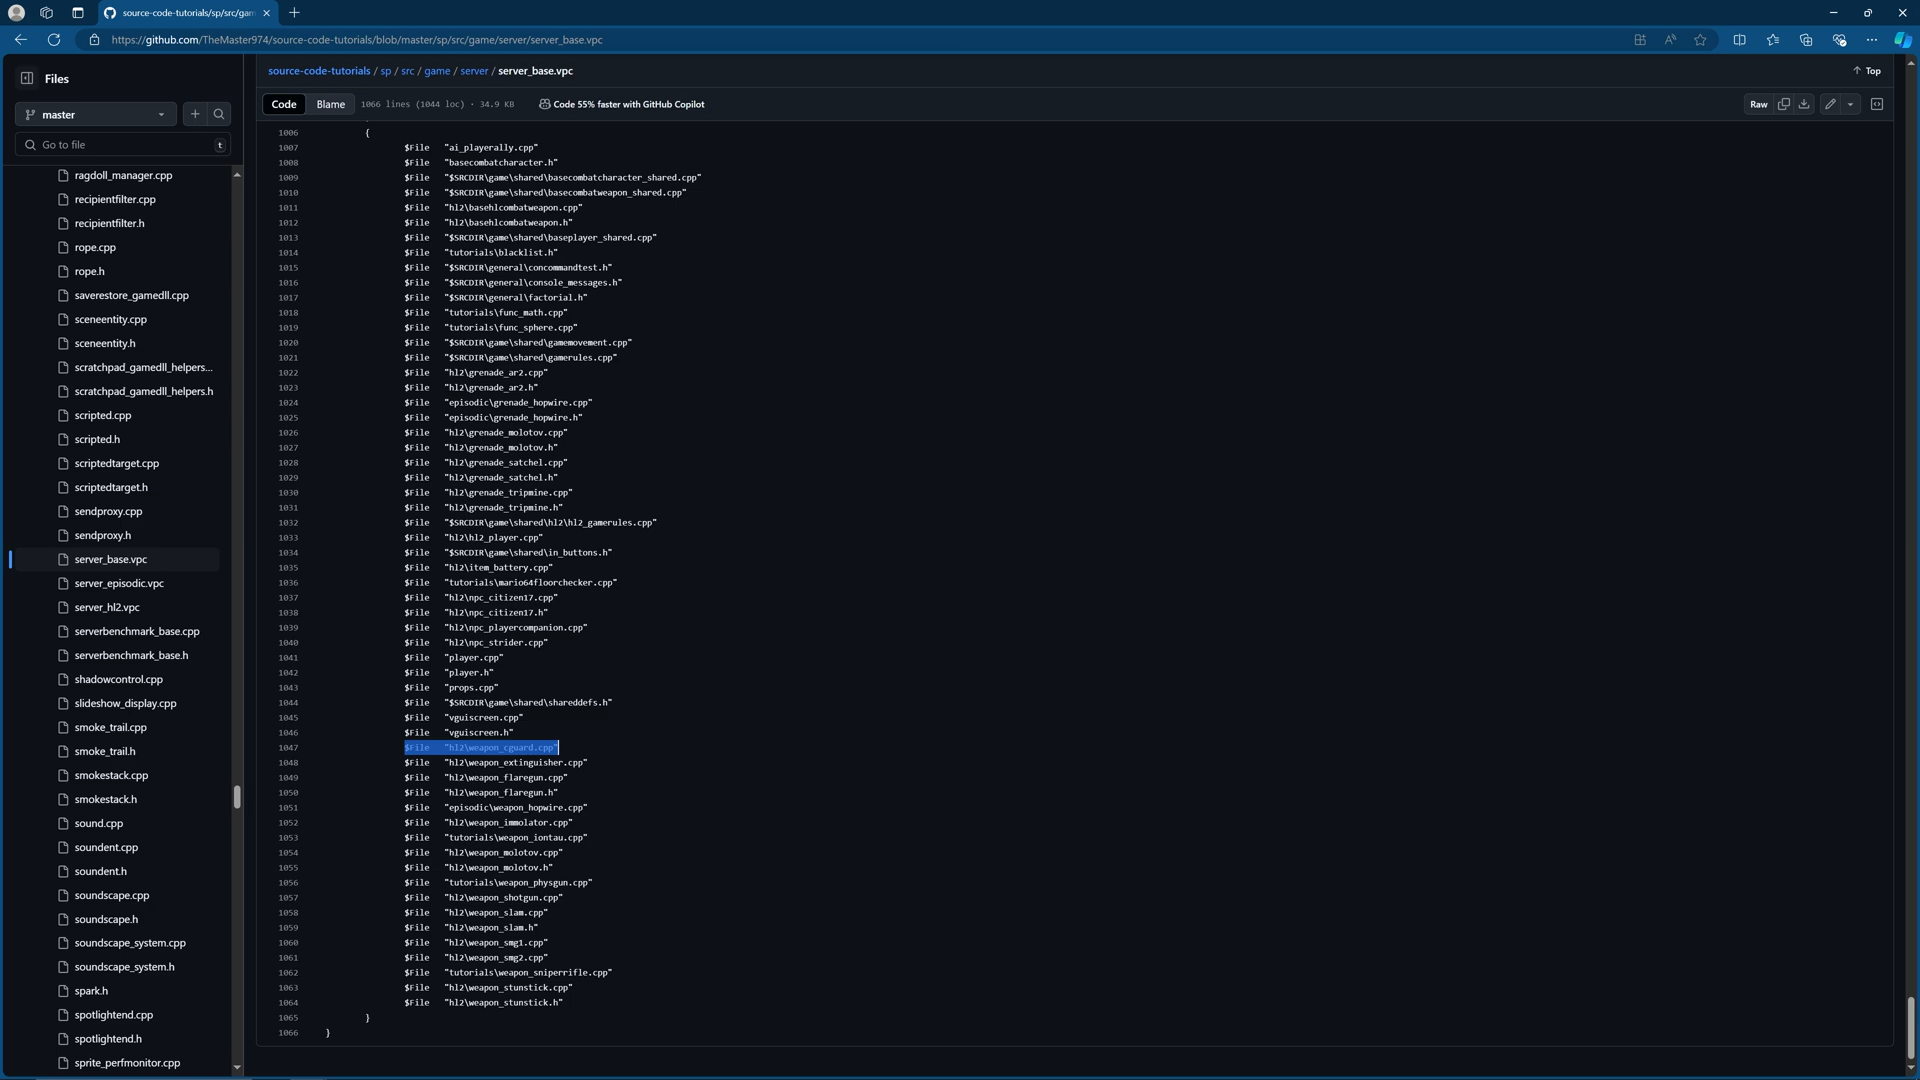 source-code-tutorials/sp/src/gam
https://github.com/TheMaster974/source-code-tutorials/blob/master/sp/src/game/server/server_base.vpc
Files
master
Go to file
t
ragdoll_manager.cpp
recipientfilter.cpp
recipientfilter.h
rope.cpp
rope.h
saverestore_gamedll.cpp
sceneentity.cpp
sceneentity.h
scratchpad_gamedll_helpers...
scratchpad_gamedll_helpers.h
scripted.cpp
scripted.h
scriptedtarget.cpp
scriptedtarget.h
sendproxy.cpp
sendproxy.h
server_base.vpc
server_episodic.vpc
server_hl2.vpc
serverbenchmark_base.cpp
serverbenchmark_base.h
shadowcontrol.cpp
slideshow_display.cpp
smoke_trail.cpp
smoke_trail.h
smokestack.cpp
smokestack.h
sound.cpp
soundent.cpp
soundent.h
soundscape.cpp
soundscape.h
soundscape_system.cpp
soundscape_system.h
spark.h
spotlightend.cpp
spotlightend.h
sprite_perfmonitor.cpp
source-code-tutorials / sp / src / game / server / server_base.vpc
Top
Code Blame 1066 lines (1044 loc) · 34.9 KB Code 55% faster with GitHub Copilot
Raw
1006 {
1007 $File "ai_playerally.cpp"
1008 $File "basecombatcharacter.h"
1009 $File "$SRCDIR\game\shared\basecombatcharacter_shared.cpp"
1010 $File "$SRCDIR\game\shared\basecombatweapon_shared.cpp"
1011 $File "hl2\basehlcombatweapon.cpp"
1012 $File "hl2\basehlcombatweapon.h"
1013 $File "$SRCDIR\game\shared\baseplayer_shared.cpp"
1014 $File "tutorials\blacklist.h"
1015 $File "$SRCDIR\general\concommandtest.h"
1016 $File "$SRCDIR\general\console_messages.h"
1017 $File "$SRCDIR\general\factorial.h"
1018 $File "tutorials\func_math.cpp"
1019 $File "tutorials\func_sphere.cpp"
1020 $File "$SRCDIR\game\shared\gamemovement.cpp"
1021 $File "$SRCDIR\game\shared\gamerules.cpp"
1022 $File "hl2\grenade_ar2.cpp"
1023 $File "hl2\grenade_ar2.h"
1024 $File "episodic\grenade_hopwire.cpp"
1025 $File "episodic\grenade_hopwire.h"
1026 $File "hl2\grenade_molotov.cpp"
1027 $File "hl2\grenade_molotov.h"
1028 $File "hl2\grenade_satchel.cpp"
1029 $File "hl2\grenade_satchel.h"
1030 $File "hl2\grenade_tripmine.cpp"
1031 $File "hl2\grenade_tripmine.h"
1032 $File "$SRCDIR\game\shared\hl2\hl2_gamerules.cpp"
1033 $File "hl2\hl2_player.cpp"
1034 $File "$SRCDIR\game\shared\in_buttons.h"
1035 $File "hl2\item_battery.cpp"
1036 $File "tutorials\mario64floorchecker.cpp"
1037 $File "hl2\npc_citizen17.cpp"
1038 $File "hl2\npc_citizen17.h"
1039 $File "hl2\npc_playercompanion.cpp"
1040 $File "hl2\npc_strider.cpp"
1041 $File "player.cpp"
1042 $File "player.h"
1043 $File "props.cpp"
1044 $File "$SRCDIR\game\shared\shareddefs.h"
1045 $File "vguiscreen.cpp"
1046 $File "vguiscreen.h"
1047 $File "hl2\weapon_cguard.cpp"
1048 $File "hl2\weapon_extinguisher.cpp"
1049 $File "hl2\weapon_flaregun.cpp"
1050 $File "hl2\weapon_flaregun.h"
1051 $File "episodic\weapon_hopwire.cpp"
1052 $File "hl2\weapon_immolator.cpp"
1053 $File "tutorials\weapon_iontau.cpp"
1054 $File "hl2\weapon_molotov.cpp"
1055 $File "hl2\weapon_molotov.h"
1056 $File "tutorials\weapon_physgun.cpp"
1057 $File "hl2\weapon_shotgun.cpp"
1058 $File "hl2\weapon_slam.cpp"
1059 $File "hl2\weapon_slam.h"
1060 $File "hl2\weapon_smg1.cpp"
1061 $File "hl2\weapon_smg2.cpp"
1062 $File "tutorials\weapon_sniperrifle.cpp"
1063 $File "hl2\weapon_stunstick.cpp"
1064 $File "hl2\weapon_stunstick.h"
1065 }
1066 }